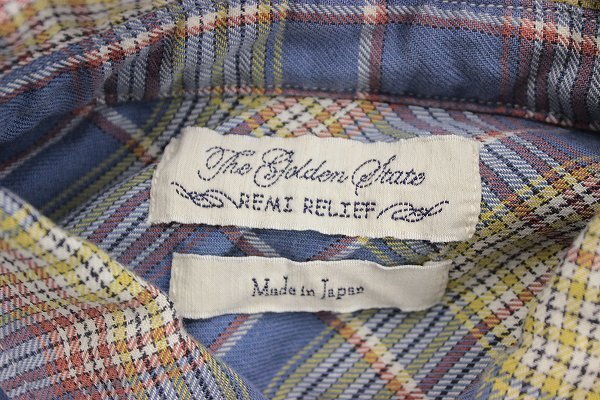 The Golden State
REMI RELIEF
Made in Japan